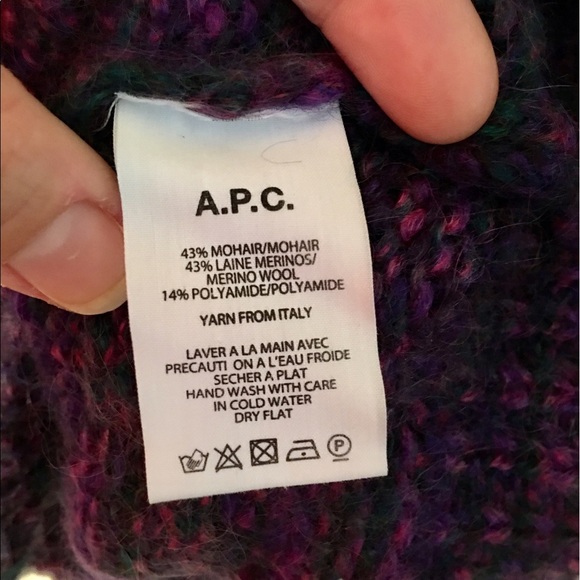 A.P.C.
43% MOHAIR/MOHAIR
43% LAINE MERINOS/
MERINO WOOL
14% POLYAMIDE/POLYAMIDE
YARN FROM ITALY
LAVER A LA MAIN AVEC
PRECAUTI ON A L'EAU FROIDE
SECHER A PLAT
HAND WASH WITH CARE
IN COLD WATER
DRY FLAT
P